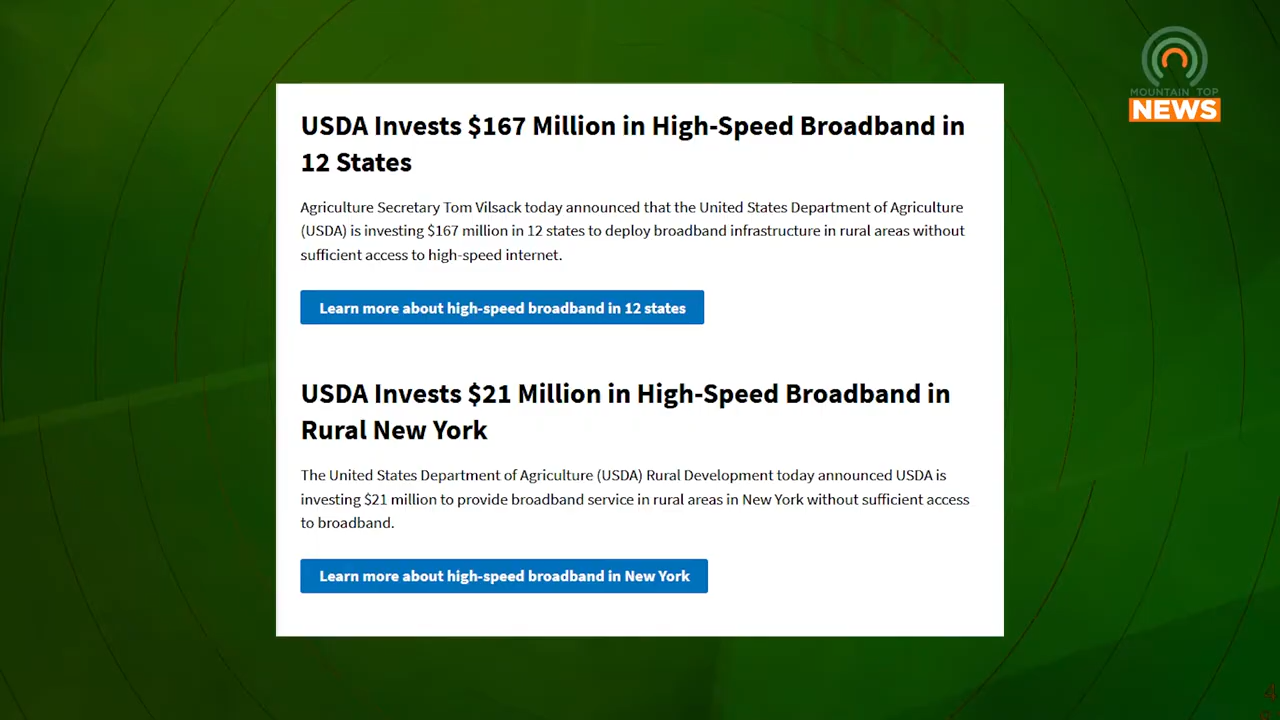 MOUNTAIN TOP
NEWS
USDA Invests $167 Million in High-Speed Broadband in
12 States
Agriculture Secretary Tom Vilsack today announced that the United States Department of Agriculture
(USDA) is investing $167 million in 12 states to deploy broadband infrastructure in rural areas without
sufficient access to high-speed internet.
Learn more about high-speed broadband in 12 states
USDA Invests $21 Million in High-Speed Broadband in
Rural New York
The United States Department of Agriculture (USDA) Rural Development today announced USDA is
investing $21 million to provide broadband service in rural areas in New York without sufficient access
to broadband.
Learn more about high-speed broadband in New York